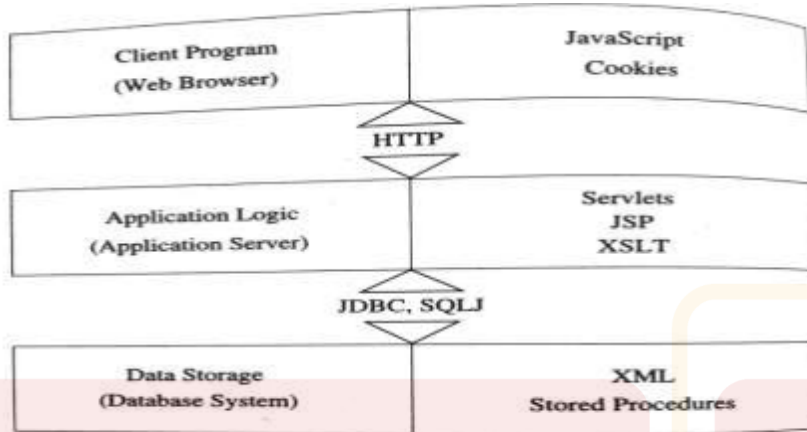 Client Program
(Web Browser)
JavaScript
Cookies
HTTP
Application Logic
(Application Server)
Servlets
JSP
XSLT
JDBC, SQLJ
Data Storage
(Database System)
XML
Stored Procedures